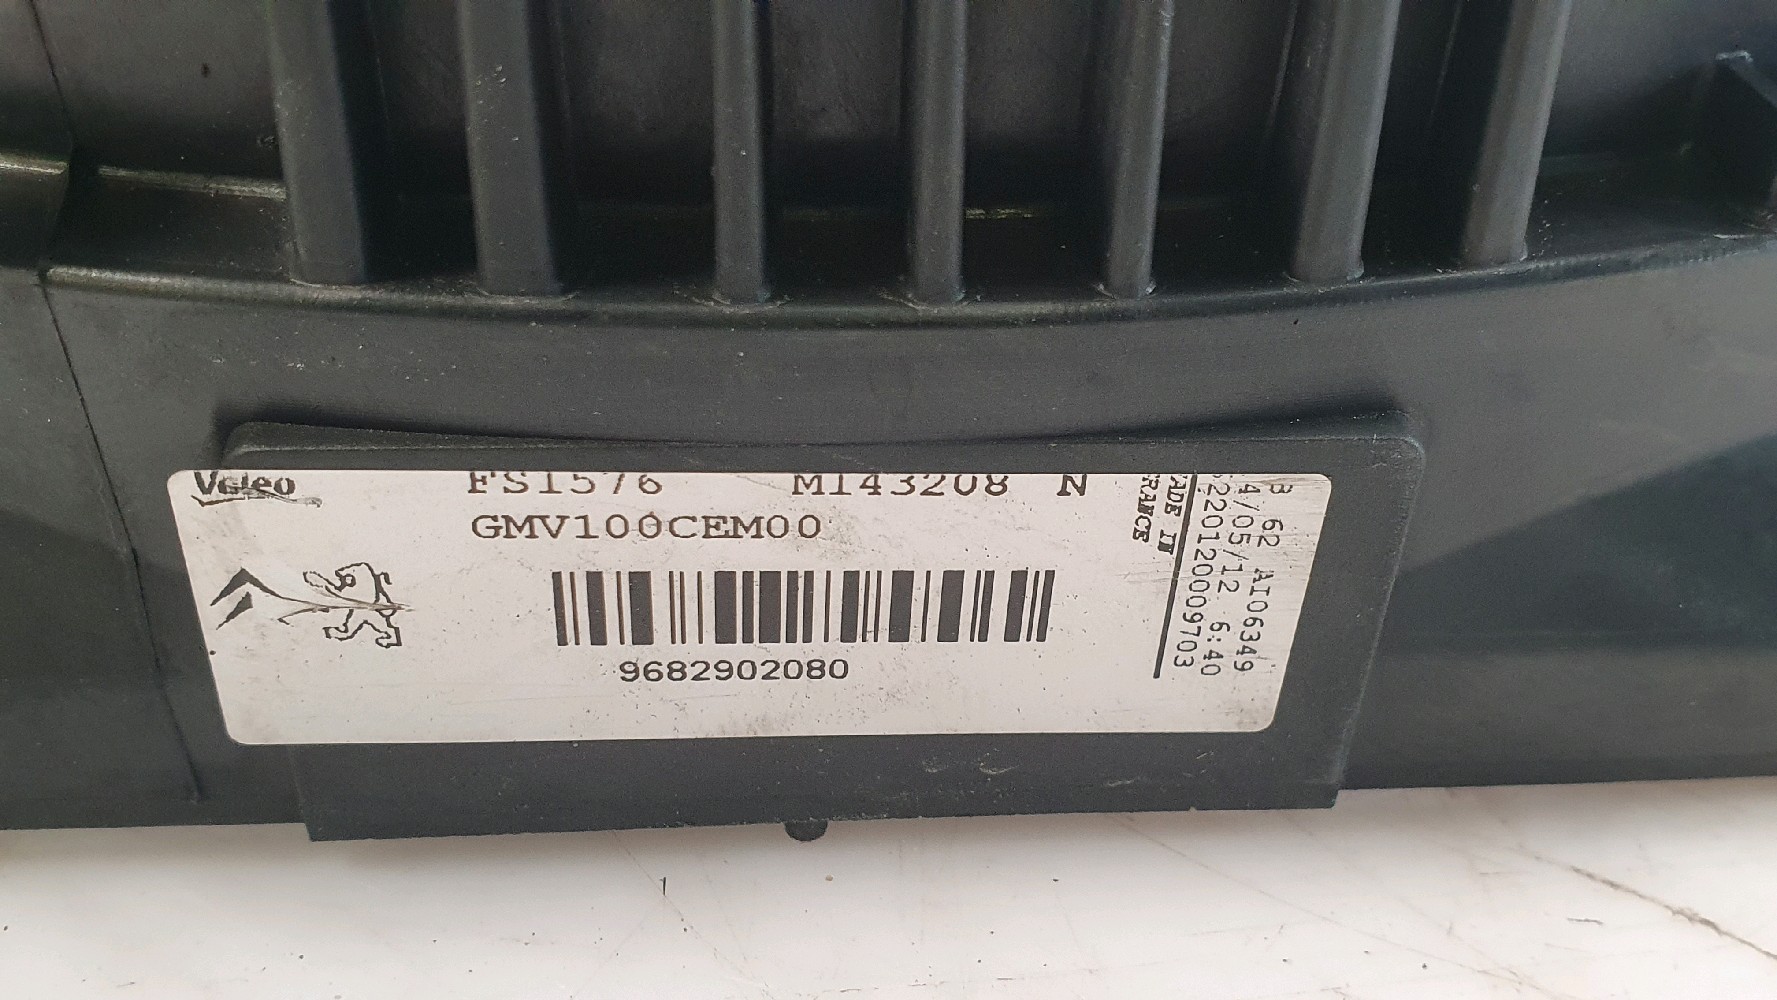 Valeo FS1576 M143208 N
GMV100CEM00
9682902080
MADE IN
FRANCE
B 62 AI06349
4/05/12 6:40
220120009703